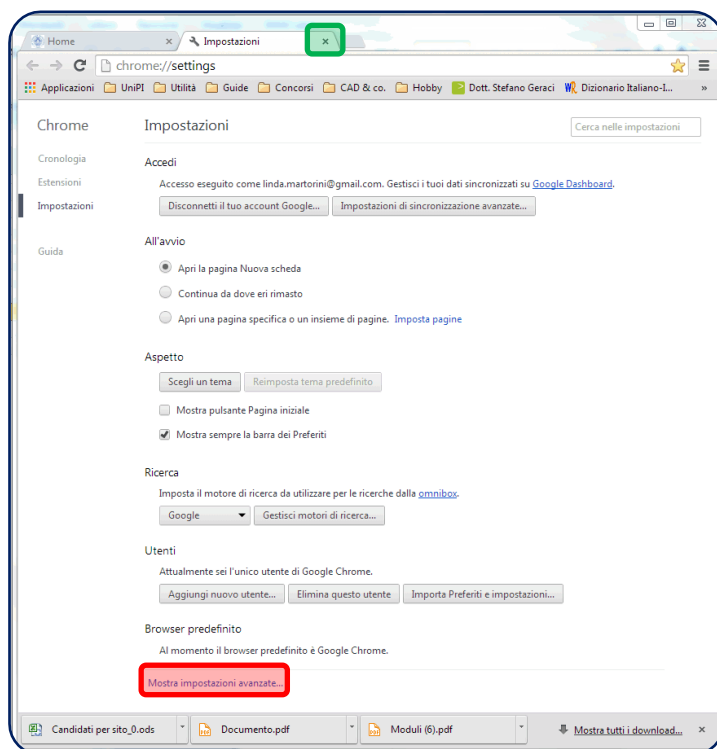 Home
Impostazioni
chrome://settings
Applicazioni UniPI Utilità Guide Concorsi CAD & co. Hobby Dott. Stefano Geraci WR Dizionario Italiano-I... »
Chrome
Impostazioni
Cerca nelle impostazioni
Cronologia
Estensioni
Impostazioni
Guida
Accedi
Accesso eseguito come linda.martorini@gmail.com. Gestisci i tuoi dati sincronizzati su Google Dashboard.
Disconnetti il tuo account Google... Impostazioni di sincronizzazione avanzate...
All'avvio
Apri la pagina Nuova scheda
Continua da dove eri rimasto
Apri una pagina specifica o un insieme di pagine. Imposta pagine
Aspetto
Scegli un tema Reimposta tema predefinito
Mostra pulsante Pagina iniziale
Mostra sempre la barra dei Preferiti
Ricerca
Imposta il motore di ricerca da utilizzare per le ricerche dalla omnibox.
Google Gestisci motori di ricerca...
Utenti
Attualmente sei l'unico utente di Google Chrome.
Aggiungi nuovo utente... Elimina questo utente Importa Preferiti e impostazioni...
Browser predefinito
Al momento il browser predefinito è Google Chrome.
Mostra impostazioni avanzate...
Candidati per sito_0.ods Documento.pdf Moduli (6).pdf Mostra tutti i download...